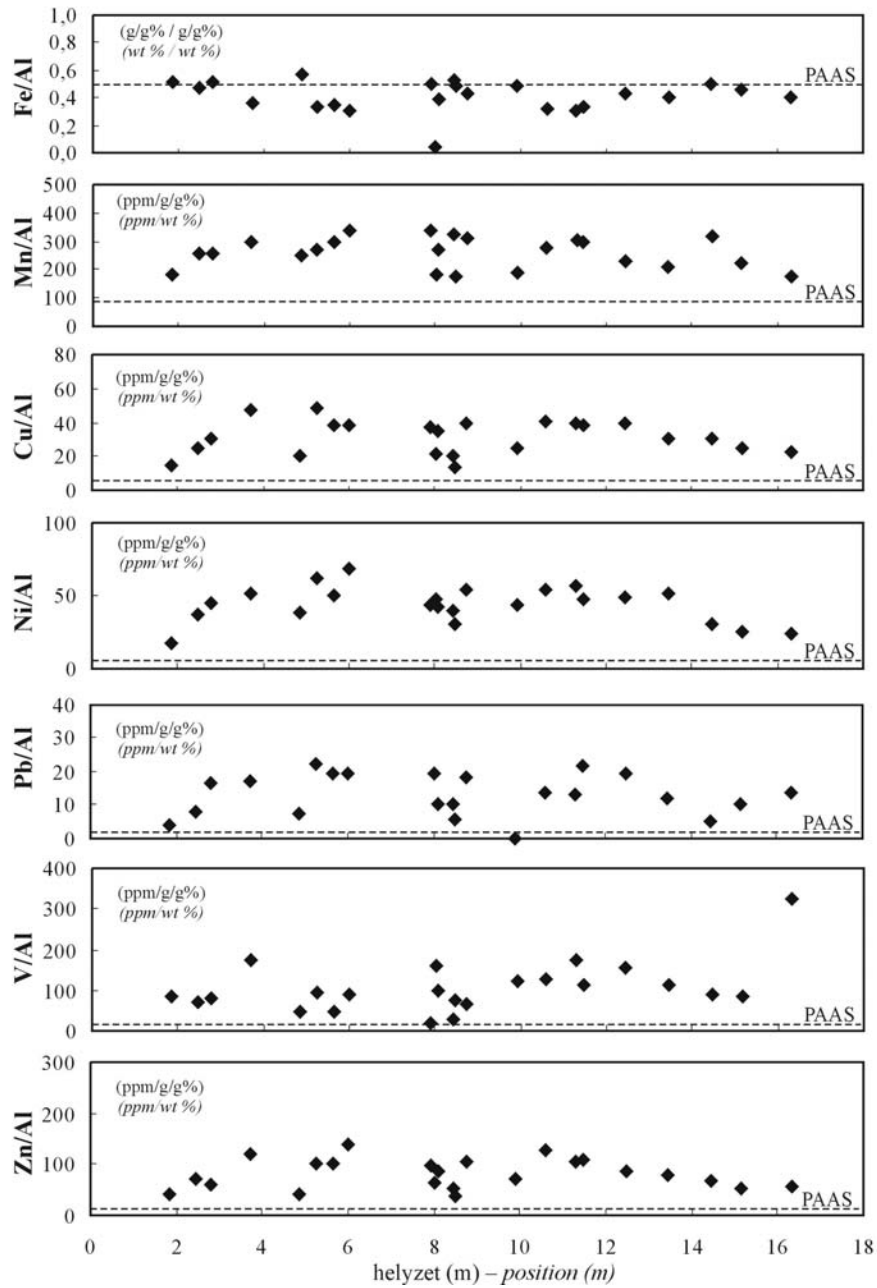 Fe/Al
1,0
0,8
0,6
0,4
0,2
0,0
(g/g% / g/g%)
(wt % / wt %)
PAAS
Mn/Al
500
400
300
200
100
0
(ppm/g/g%)
(ppm/wt %)
PAAS
Cu/Al
80
60
40
20
0
(ppm/g/g%)
(ppm/wt %)
PAAS
Ni/Al
100
50
0
(ppm/g/g%)
(ppm/wt %)
PAAS
Pb/Al
40
30
20
10
0
(ppm/g/g%)
(ppm/wt %)
PAAS
V/Al
400
300
200
100
0
(ppm/g/g%)
(ppm/wt %)
PAAS
Zn/Al
300
200
100
0
(ppm/g/g%)
(ppm/wt %)
PAAS
0 2 4 6 8 10 12 14 16 18
helyzet (m) – position (m)